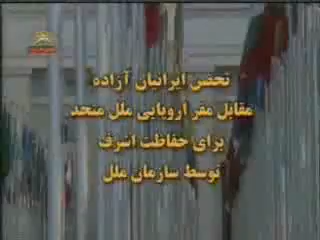 تحصن ایرانیان آزاده
مقابل مقر اروپایی ملل متحد
برای حفاظت اشرف
توسط سازمان ملل